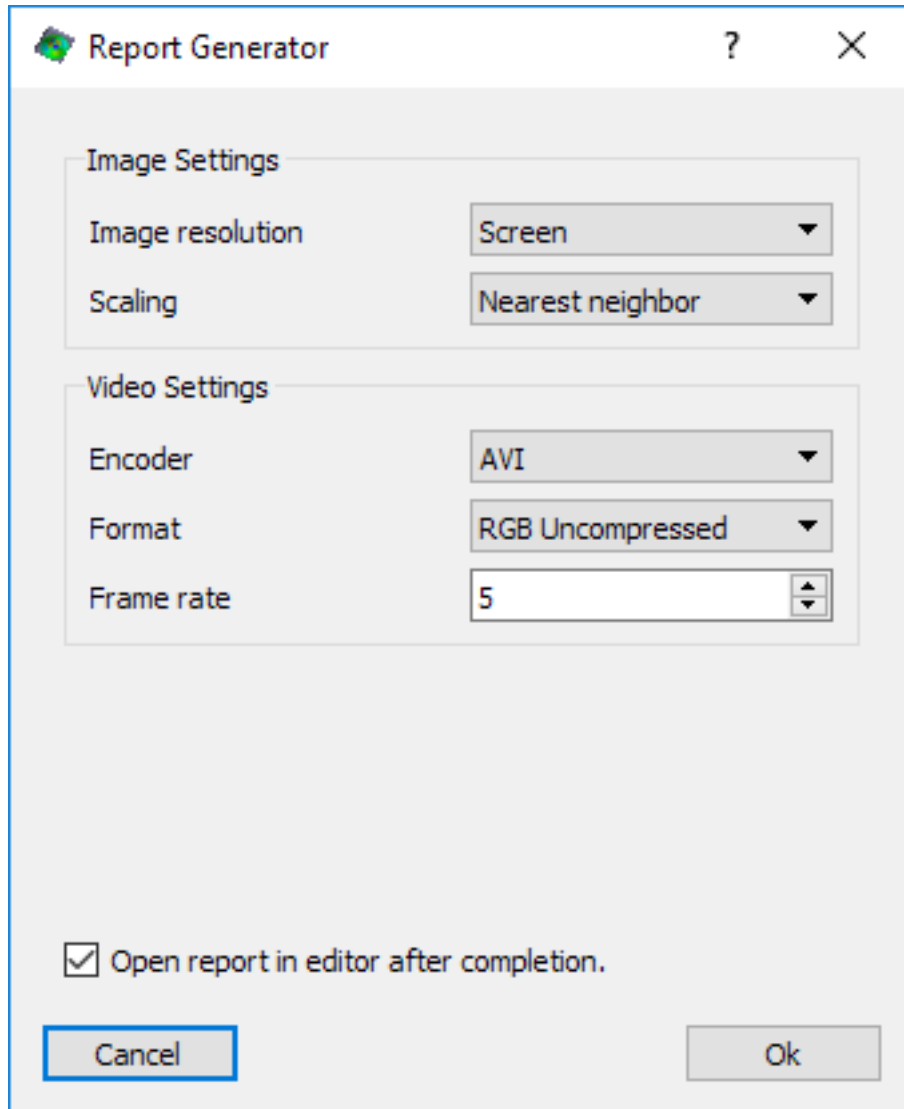 Report Generator ?
Image Settings
Image resolution Screen
Scaling Nearest neighbor
Video Settings
Encoder AVI
Format RGB Uncompressed
Frame rate 5
Open report in editor after completion.
Cancel Ok